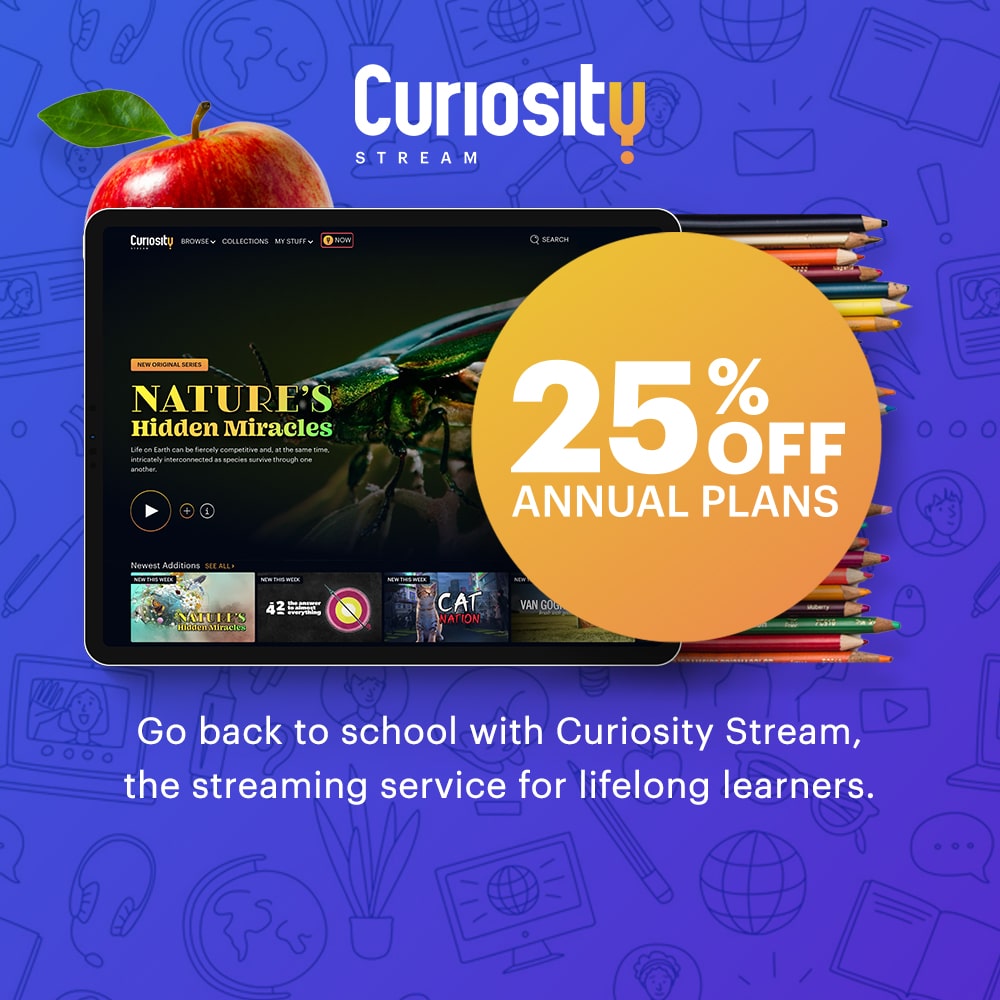 Curiosity
STREAM
Curiosity
STREAM
BROWSE
COLLECTIONS
MY STUFF
NOW
SEARCH
NEW ORIGINAL SERIES
NATURE'S
Hidden Miracles
Life on Earth can be fiercely competitive and, at the same time,
intricately interconnected as species survive through one
another.
25%
OFF
ANNUAL PLANS
Newest Additions SEE ALL ›
NEW THIS WEEK
NATURE'S
Hidden Miracles
NEW THIS WEEK
42 the answer
to almost
everything
NEW THIS WEEK
CAT
NATION
VAN
Go back to school with Curiosity Stream,
the streaming service for lifelong learners.